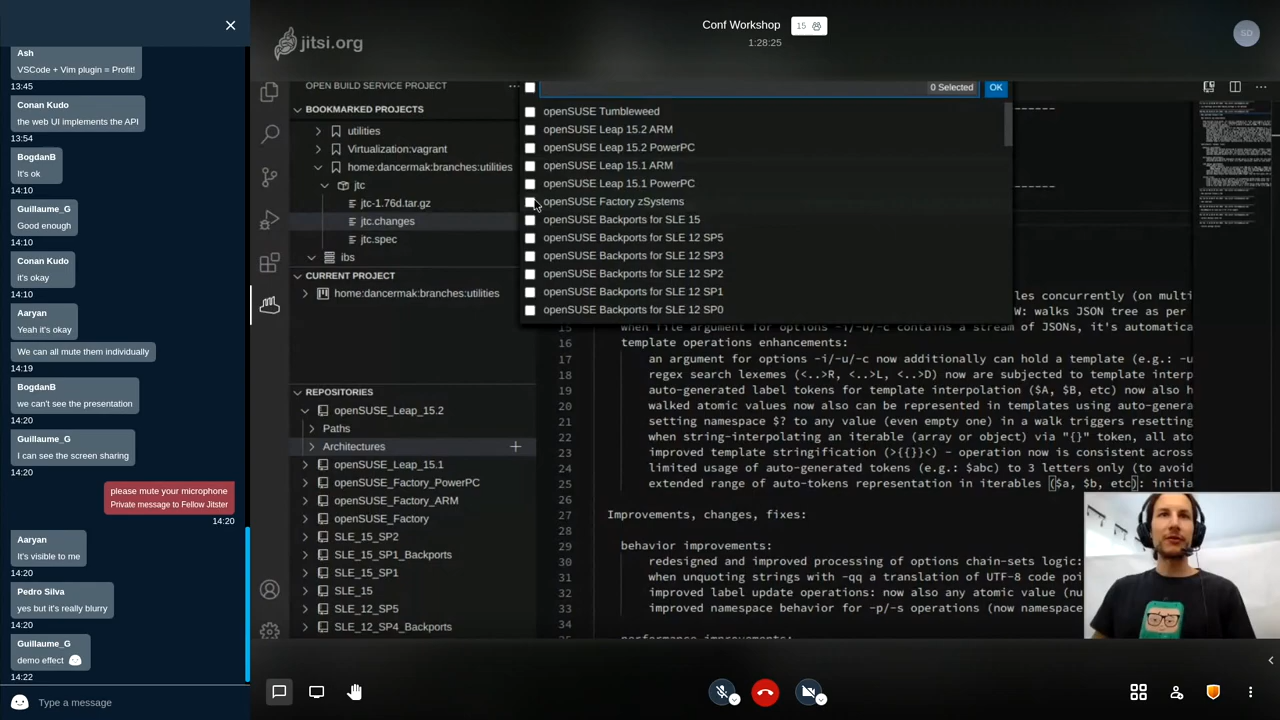 Ash
VSCode + Vim plugin = Profit!
13:45
Conan Kudo
the web UI implements the API
13:54
BogdanB
It's ok
14:10
Guillaume_G
Good enough
14:10
Conan Kudo
it's okay
14:10
Aaryan
Yeah it's okay
We can all mute them individually
14:19
BogdanB
we can't see the presentation
14:20
Guillaume_G
I can see the screen sharing
14:20
please mute your microphone
Private message to Fellow Jitster
14:20
Aaryan
It's visible to me
14:20
Pedro Silva
yes but it's really blurry
14:20
Guillaume_G
demo effect
14:22
Type a message
jitsi.org
Conf Workshop 15
1:28:25
SD
OPEN BUILD SERVICE PROJECT
BOOKMARKED PROJECTS
utilities
Virtualization:vagrant
home:dancermak:branches:utilities
jtc
jtc-1.76d.tar.gz
jtc.changes
jtc.spec
ibs
CURRENT PROJECT
home:dancermak:branches:utilities
REPOSITORIES
openSUSE_Leap_15.2
Paths
Architectures
openSUSE_Leap_15.1
openSUSE_Factory_PowerPC
openSUSE_Factory_ARM
openSUSE_Factory
SLE_15_SP2
SLE_15_SP1_Backports
SLE_15_SP1
SLE_15
SLE_12_SP5
SLE_12_SP4_Backports
0 Selected OK
openSUSE Tumbleweed
openSUSE Leap 15.2 ARM
openSUSE Leap 15.2 PowerPC
openSUSE Leap 15.1 ARM
openSUSE Leap 15.1 PowerPC
openSUSE Factory zSystems
openSUSE Backports for SLE 15
openSUSE Backports for SLE 12 SP5
openSUSE Backports for SLE 12 SP3
openSUSE Backports for SLE 12 SP2
openSUSE Backports for SLE 12 SP1
openSUSE Backports for SLE 12 SP0
les concurrently (on multi
W: walks JSON tree as per
15 when file argument for options -i/-u/-c contains a stream of JSONs, it's automatica
16 template operations enhancements:
17 an argument for options -i/-u/-c now additionally can hold a template (e.g.: -u
18 regex search lexemes (<..>R, <..>L, <..>D) now are subjected to template interp
19 auto-generated label tokens for template interpolation ($A, $B, etc) now also h
20 walked atomic values now also can be represented in templates using auto-genera
21 setting namespace $? to any value (even empty one) in a walk triggers resetting
22 when string-interpolating an iterable (array or object) via "{}" token, all ato
23 improved template stringification (>{{}}<) - operation now is consistent across
24 limited usage of auto-generated tokens (e.g.: $abc) to 3 letters only (to avoid
25 extended range of auto-tokens representation in iterables ($a, $b, etc): initia
26
27 Improvements, changes, fixes:
28
29 behavior improvements:
30 redesigned and improved processing of options chain-sets logic:
31 when unquoting strings with -qq a translation of UTF-8 code poi
32 improved label update operations: now also any atomic value (nu
33 improved namespace behavior for -p/-s operations (now namespace
34